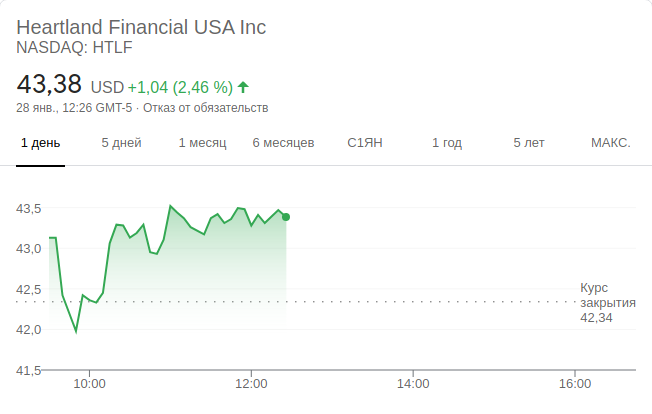 Heartland Financial USA Inc
NASDAQ: HTLF
43,38 USD +1,04 (2,46 %)
28 янв., 12:26 GMT-5 · Отказ от обязательств
1 день 5 дней 1 месяц 6 месяцев С1ЯН 1 год 5 лет МАКС.
43,5
43,0
42,5
42,0
41,5
Курс
закрытия
42,34
10:00 12:00 14:00 16:00